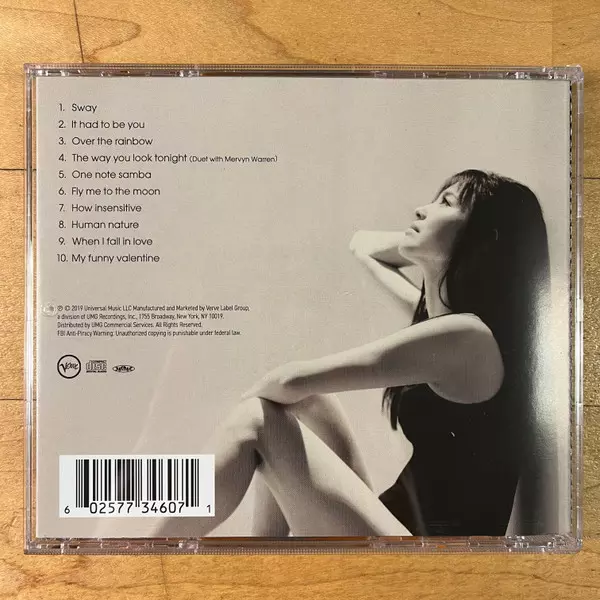 1. Sway
2. It had to be you
3. Over the rainbow
4. The way you look tonight (Duet with Mervyn Warren)
5. One note samba
6. Fly me to the moon
7. How insensitive
8. Human nature
9. When I fall in love
10. My funny valentine
℗ © 2019 Universal Music LLC Manufactured and Marketed by Verve Label Group,
a division of UMG Recordings, Inc., 1755 Broadway, New York, NY 10019.
Distributed by UMG Commercial Services. All Rights Reserved.
FBI Anti-Piracy Warning: Unauthorized copying is punishable under federal law.
Verve
6 02577 34607 1